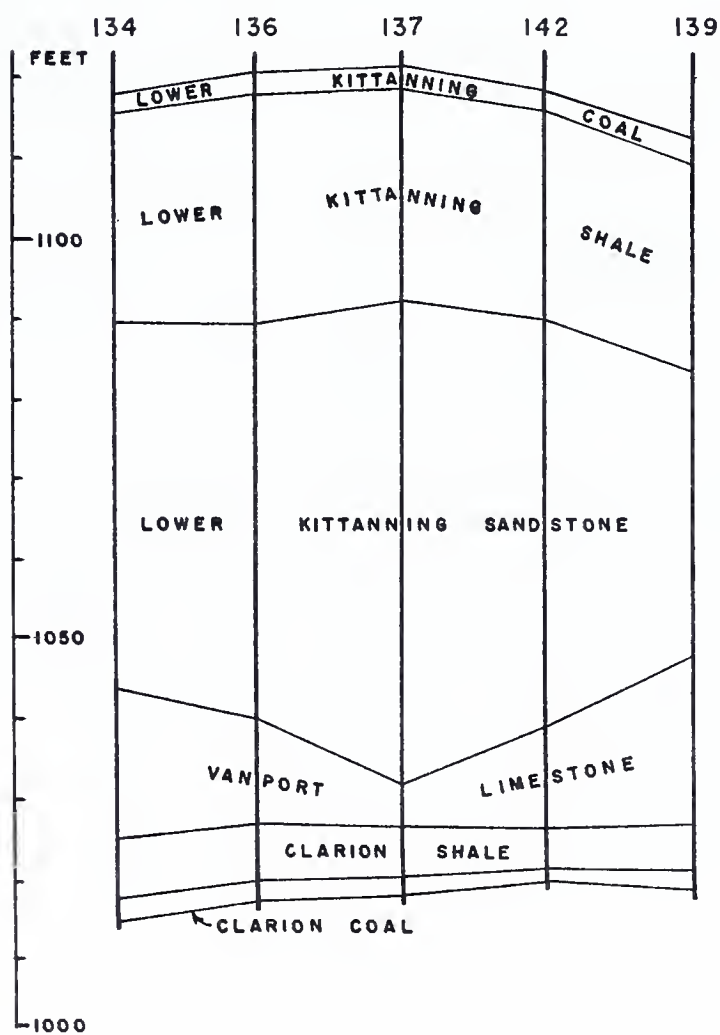 134 136 137 142 139
FEET
LOWER KITTANNING COAL
LOWER KITTANNING SHALE
1100
LOWER KITTANNING SANDSTONE
1050
VANPORT LIMESTONE
CLARION SHALE
CLARION COAL
1000